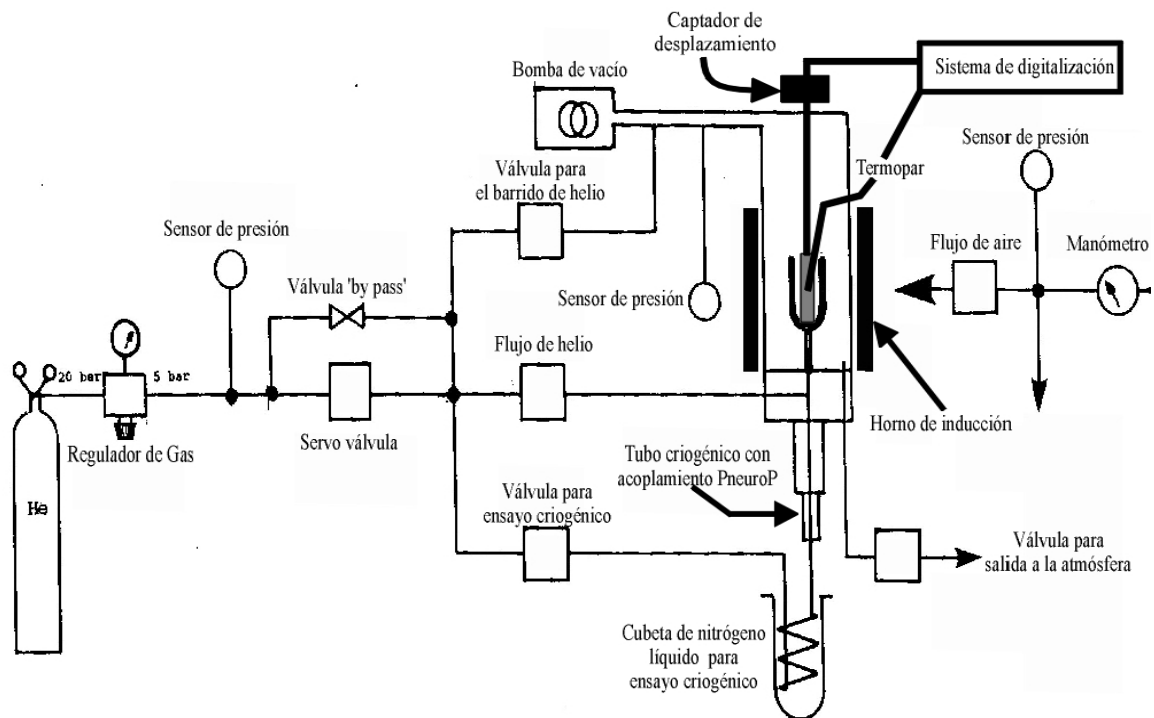 Captador de
desplazamiento
Bomba de vacío
Sistema de digitalización
Sensor de presión
Termopar
Válvula para
el barrido de helio
Sensor de presión
Flujo de aire
Manómetro
Válvula 'by pass'
Sensor de presión
Flujo de helio
20 bar
5 bar
Servo válvula
Horno de inducción
Regulador de Gas
Tubo criogénico con
acoplamiento PneuroP
Válvula para
ensayo criogénico
He
Válvula para
salida a la atmósfera
Cubeta de nitrógeno
líquido para
ensayo criogénico